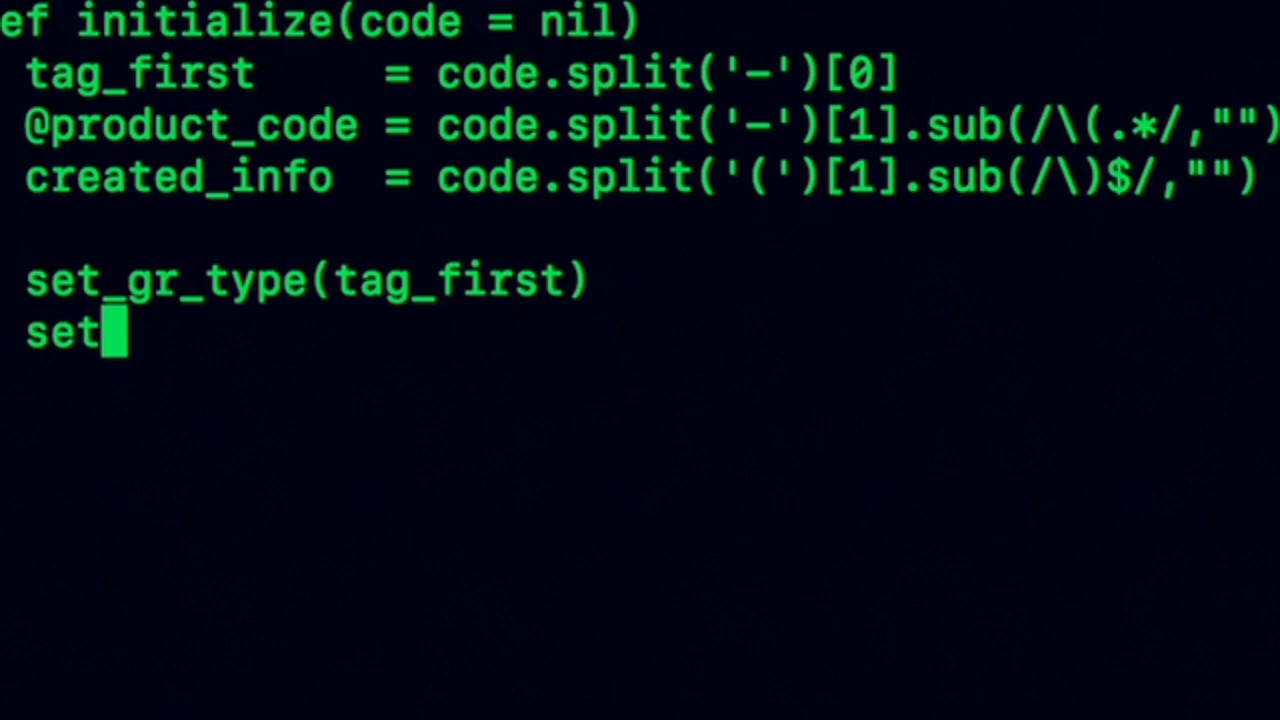 ef initialize(code = nil)
tag_first     = code.split('-')[0]
@product_code = code.split('-')[1].sub(/\(.*/,"")
created_info  = code.split('(')[1].sub(/\)$/,"")
set_gr_type(tag_first)
set